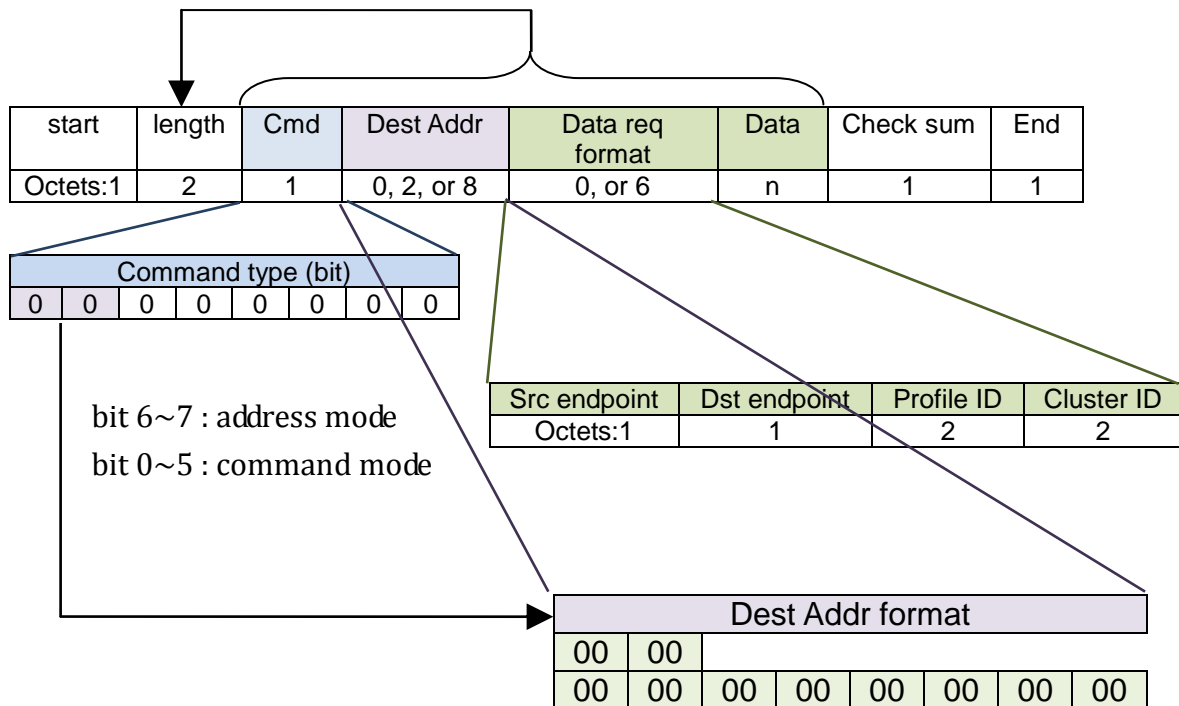 start length Cmd Dest Addr Data req format Data Check sum End
Octets:1 2 1 0, 2, or 8 0, or 6 n 1 1
Command type (bit)
0 0 0 0 0 0 0 0
bit 6~7 : address mode
bit 0~5 : command mode
Src endpoint Dst endpoint Profile ID Cluster ID
Octets:1 1 2 2
Dest Addr format
00 00
00 00 00 00 00 00 00 00